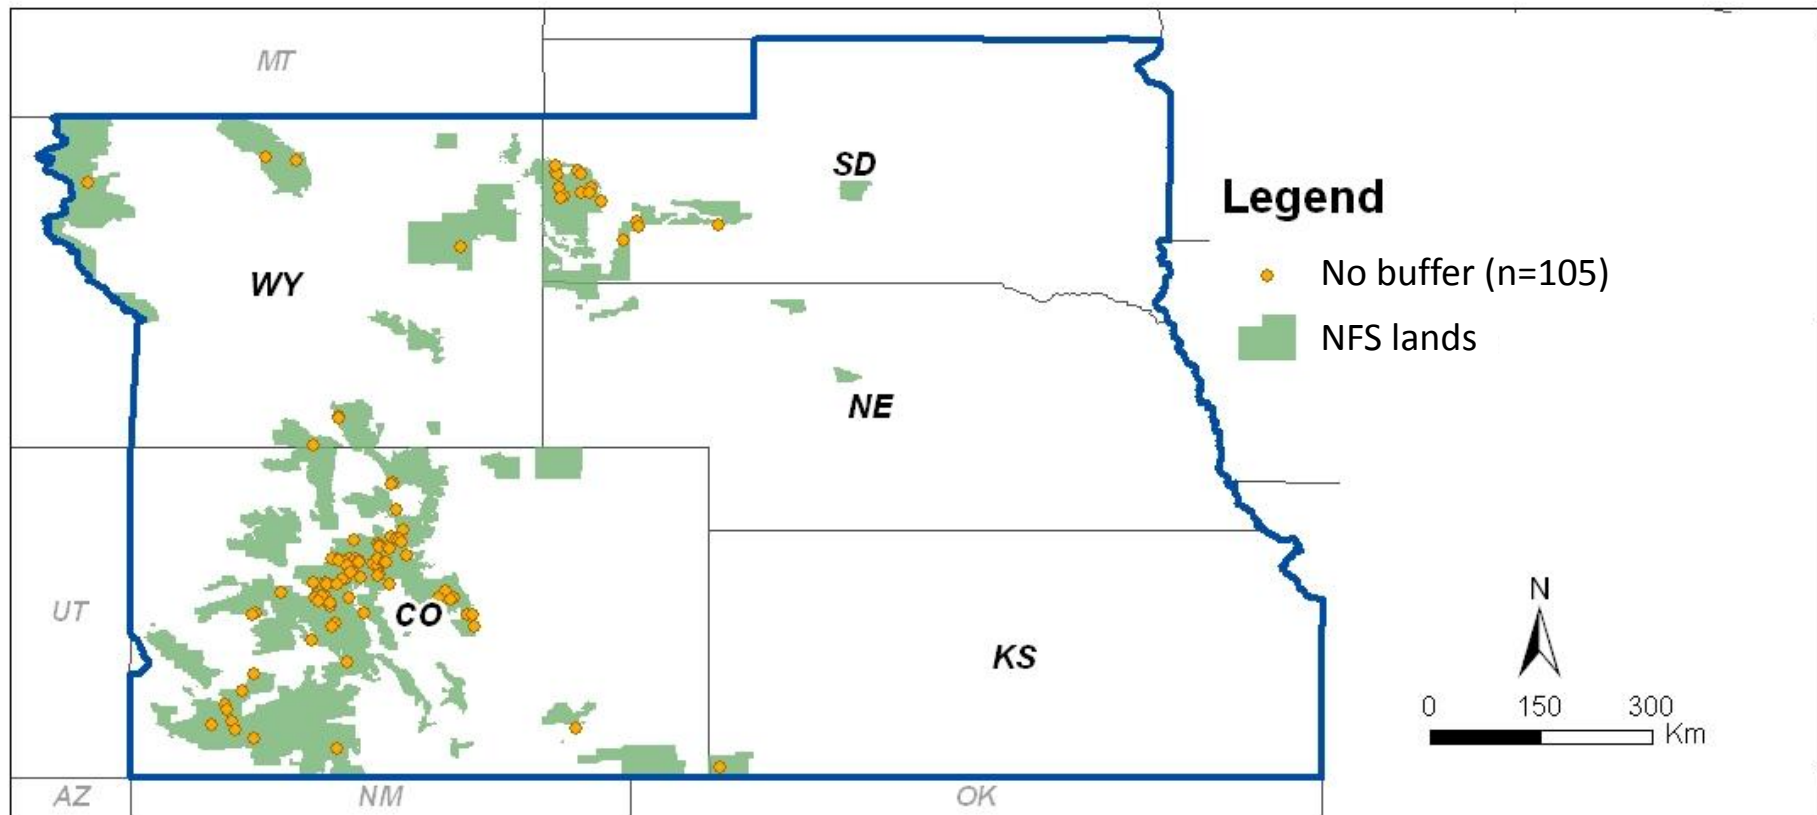 MT
SD
Legend
No buffer (n=105)
WY
NFS lands
NE
N
UT
CO
KS
0 150 300
Km
AZ
NM
OK